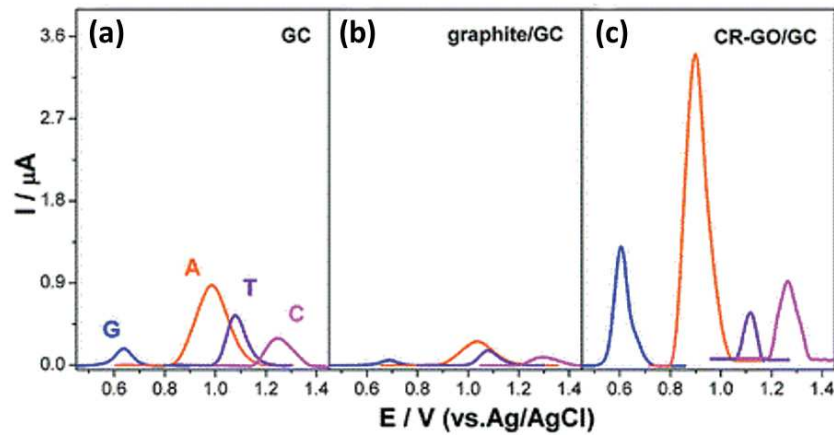 (a) GC (b) graphite/GC (c) CR-GO/GC
3.6
2.7
1.8
0.9
0.0
I / μA
G A T C
0.6 0.8 1.0 1.2 1.4 0.6 0.8 1.0 1.2 1.4 0.6 0.8 1.0 1.2 1.4
E / V (vs.Ag/AgCl)